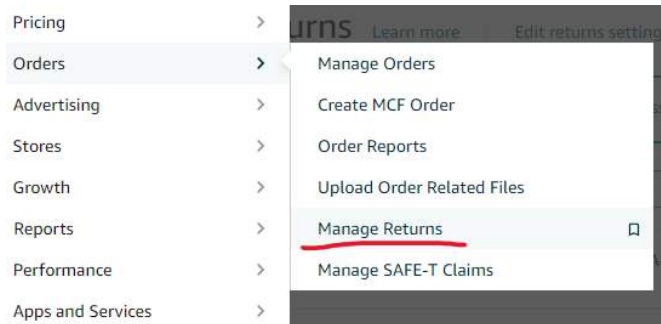 Pricing
Orders
Advertising
Stores
Growth
Reports
Performance
Apps and Services
urns Learn more Edit returns setting
Manage Orders
Create MCF Order
Order Reports
Upload Order Related Files
Manage Returns
Manage SAFE-T Claims